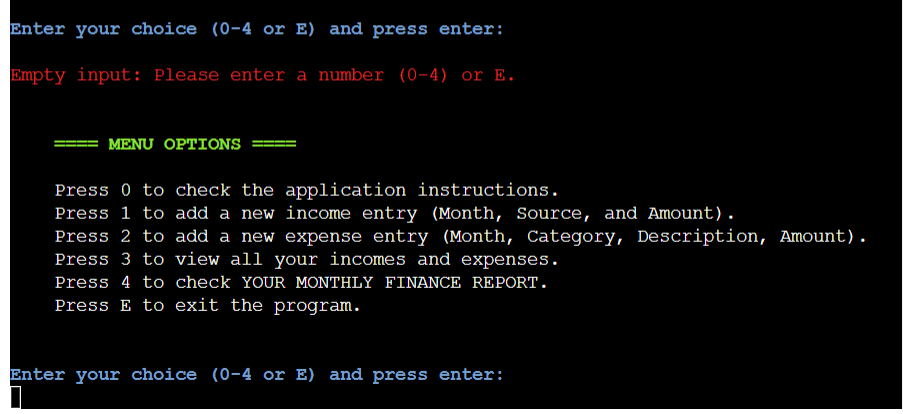 Enter your choice (0-4 or E) and press enter:
Empty input: Please enter a number (0-4) or E.
==== MENU OPTIONS ====
Press 0 to check the application instructions.
Press 1 to add a new income entry (Month, Source, and Amount).
Press 2 to add a new expense entry (Month, Category, Description, Amount).
Press 3 to view all your incomes and expenses.
Press 4 to check YOUR MONTHLY FINANCE REPORT.
Press E to exit the program.
Enter your choice (0-4 or E) and press enter: